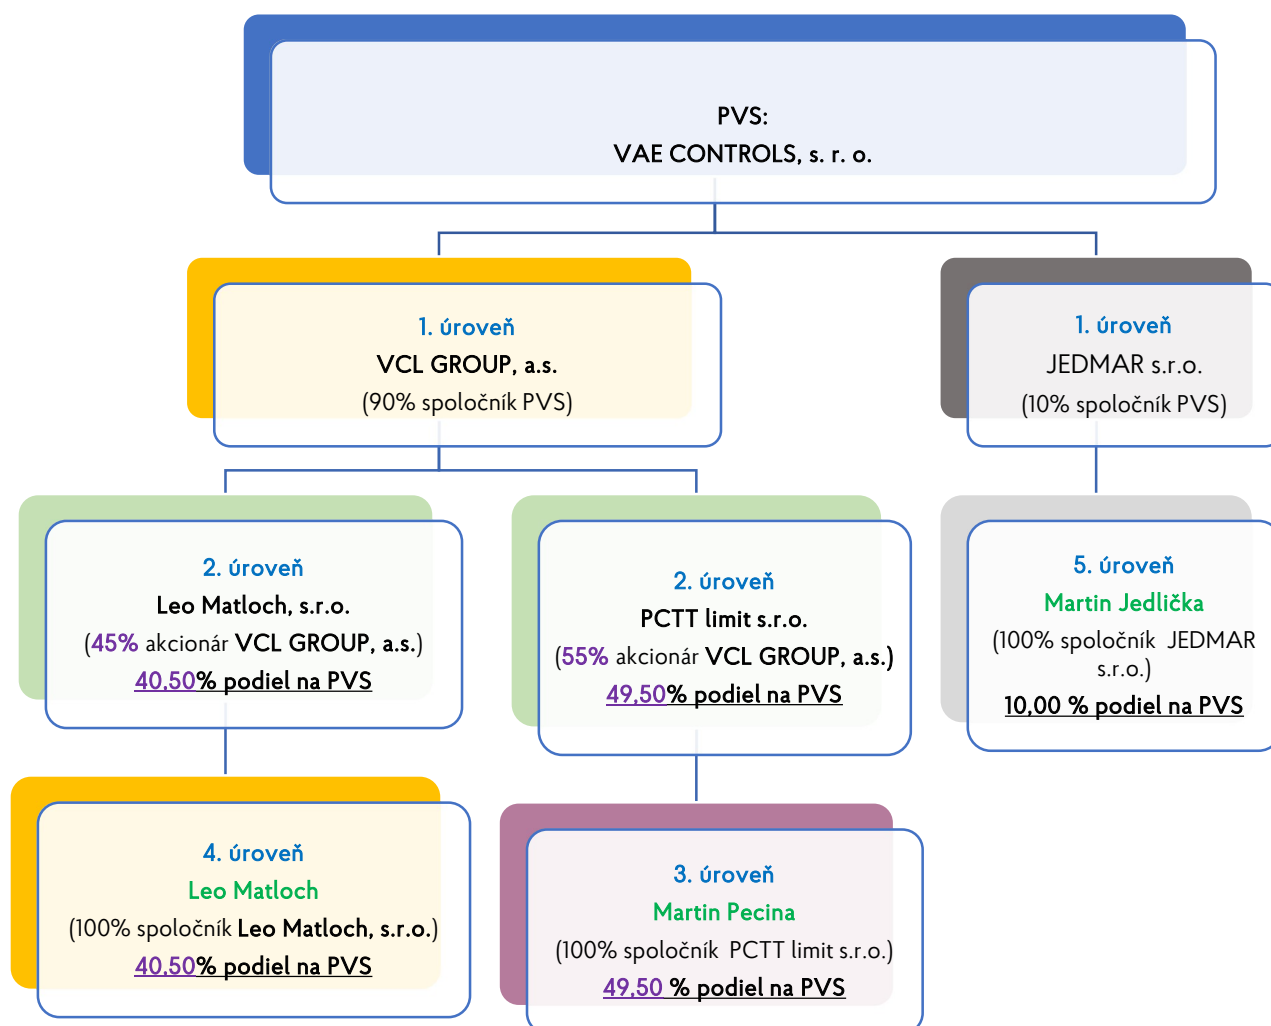 PVS:
VAE CONTROLS, s. r. o.
1. úroveň
VCL GROUP, a.s.
(90% spoločník PVS)
1. úroveň
JEDMAR s.r.o.
(10% spoločník PVS)
2. úroveň
Leo Matloch, s.r.o.
(45% akcionár VCL GROUP, a.s.)
40,50% podiel na PVS
2. úroveň
PCTT limit s.r.o.
(55% akcionár VCL GROUP, a.s.)
49,50% podiel na PVS
5. úroveň
Martin Jedlička
(100% spoločník JEDMAR
s.r.o.)
10,00 % podiel na PVS
4. úroveň
Leo Matloch
(100% spoločník Leo Matloch, s.r.o.)
40,50% podiel na PVS
3. úroveň
Martin Pecina
(100% spoločník PCTT limit s.r.o.)
49,50 % podiel na PVS